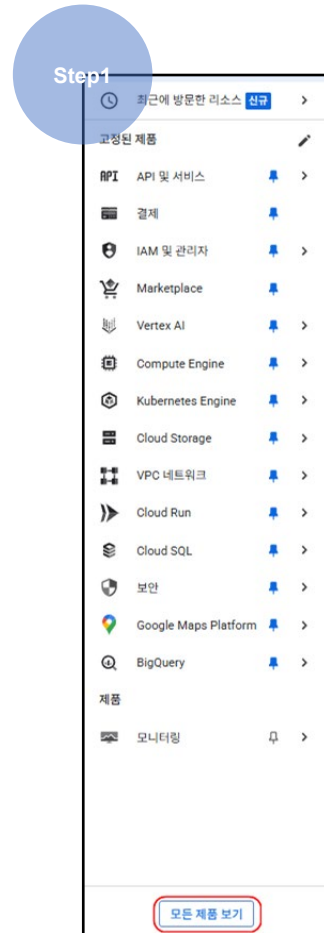 Step1
최근에 방문한 리소스 신규
고정된 제품
API API 및 서비스
결제
IAM 및 관리자
Marketplace
Vertex AI
Compute Engine
Kubernetes Engine
Cloud Storage
VPC 네트워크
Cloud Run
Cloud SQL
보안
Google Maps Platform
BigQuery
제품
모니터링
모든 제품 보기